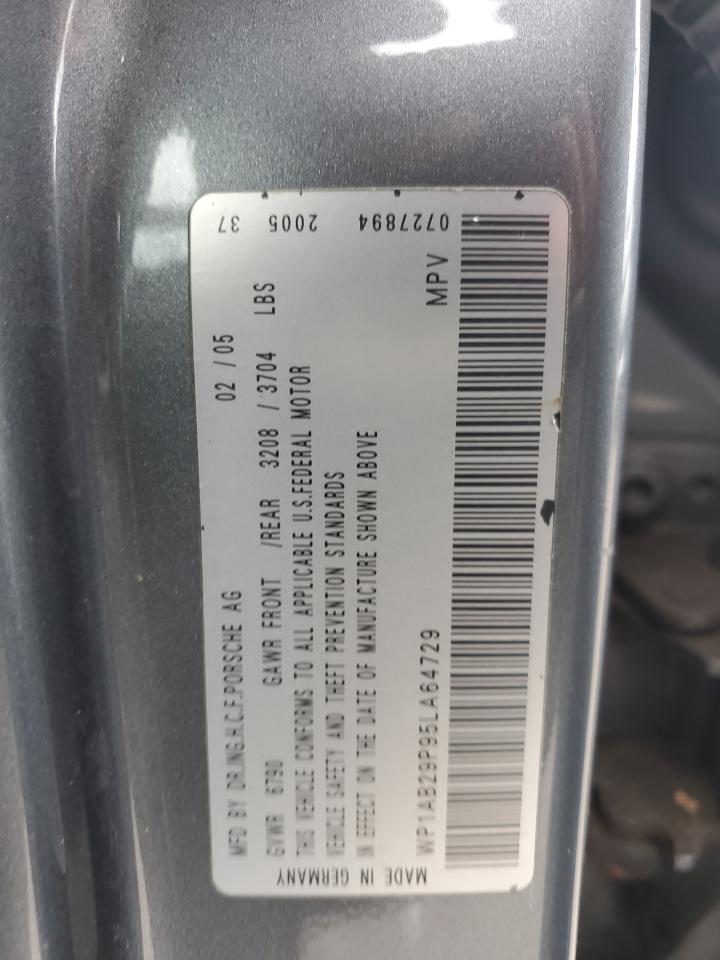 MFD BY DR.ING.H.C.F.PORSCHE AG 02 / 05
GVWR 6790 GAWR FRONT /REAR 3208 / 3704 LBS
THIS VEHICLE CONFORMS TO ALL APPLICABLE U.S.FEDERAL MOTOR
VEHICLE SAFETY AND THEFT PREVENTION STANDARDS
IN EFFECT ON THE DATE OF MANUFACTURE SHOWN ABOVE
WP1AB29P95LA64729 MPV
MADE IN GERMANY
37 2005 0727894